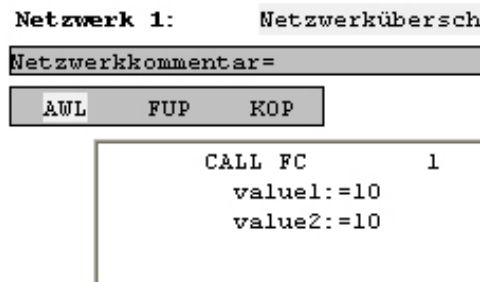 Netzwerk 1: Netzwerkübersch
Netzwerkkommentar=
AWL FUP KOP
CALL FC 1
value1:=10
value2:=10